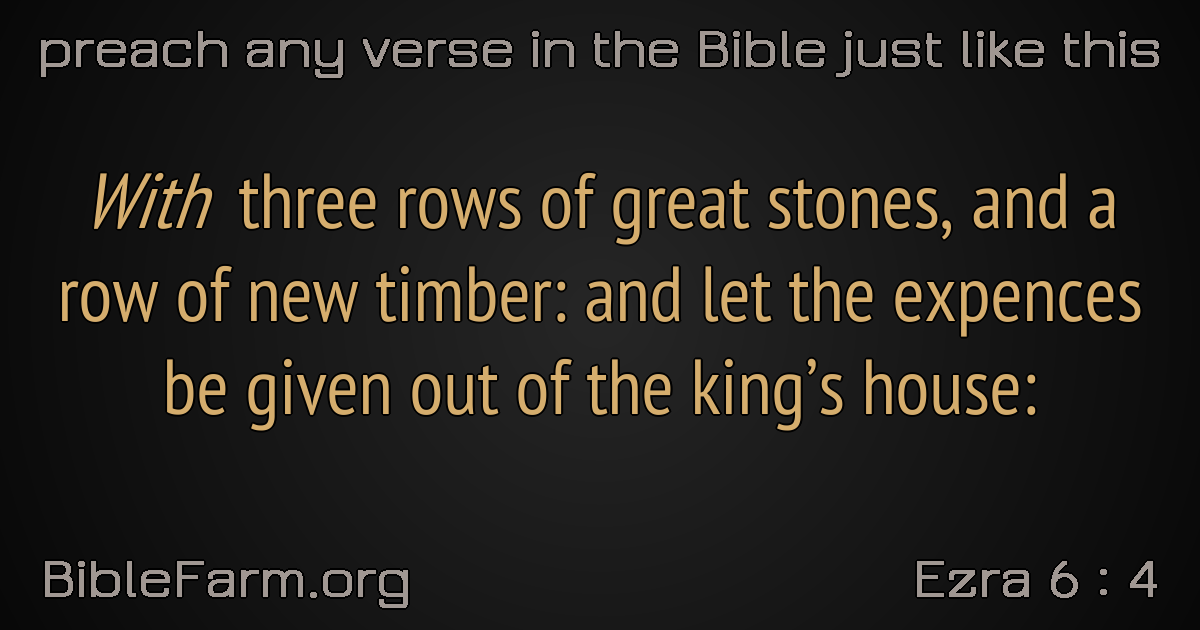 preach any verse in the Bible just like this
With three rows of great stones, and a
row of new timber: and let the expences
be given out of the king’s house:
BibleFarm.org
Ezra 6 : 4